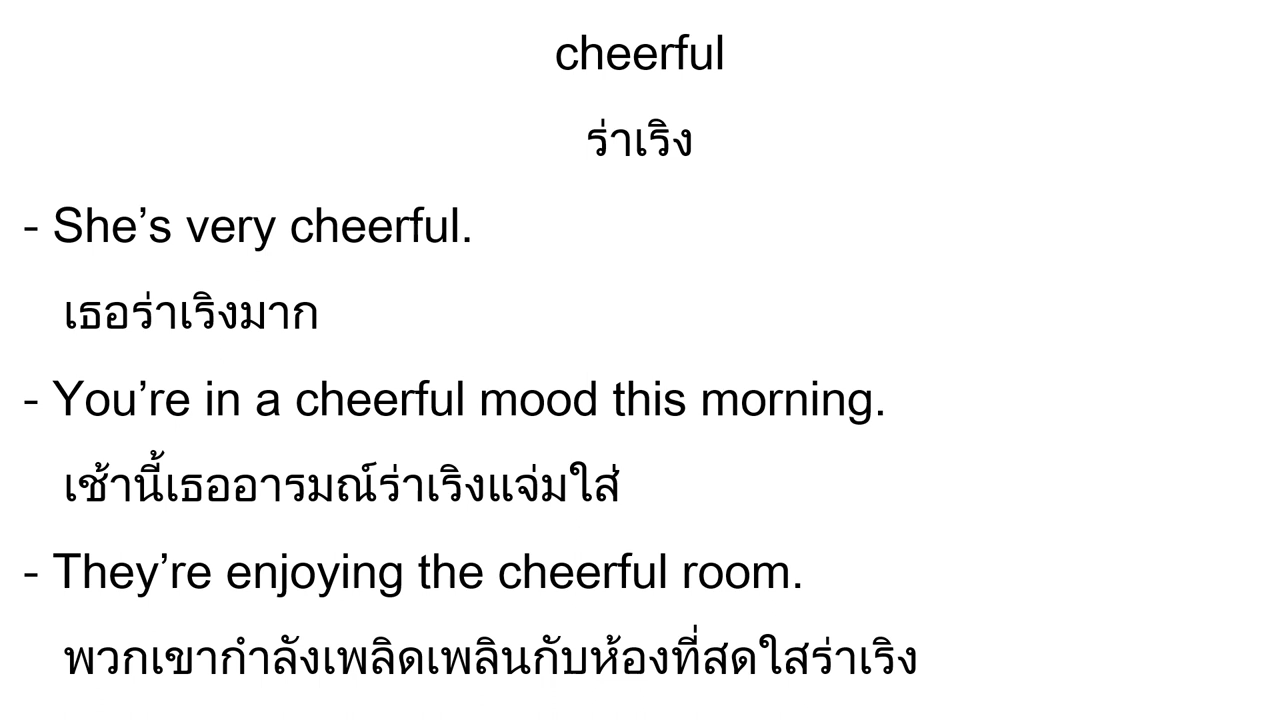 cheerful
ร่าเริง
- She’s very cheerful.
เธอร่าเริงมาก
- You’re in a cheerful mood this morning.
เช้านี้เธออารมณ์ร่าเริงแจ่มใส่
- They’re enjoying the cheerful room.
พวกเขากำลังเพลิดเพลินกับห้องที่สดใสร่าเริง